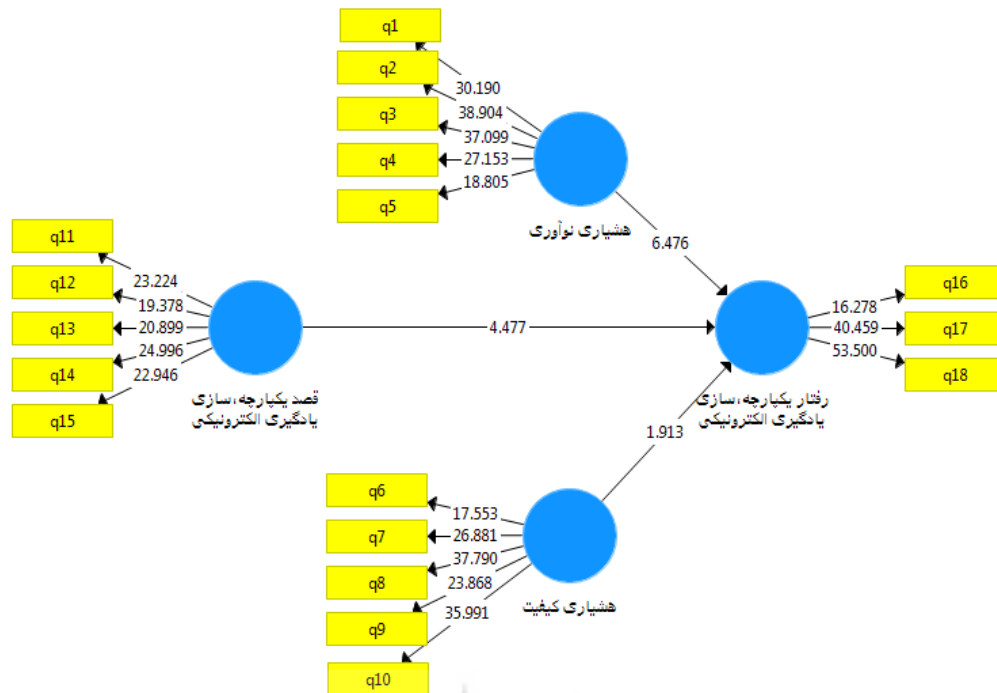 q1
q2
q3
q4
q5
30.190
38.904
37.099
27.153
18.805
هشیاری نوآوری
6.476
q11
q12
q13
q14
q15
23.224
19.378
20.899
24.996
22.946
قصد یکپارچه،سازی
یادگیری الکترونیکی
4.477
رفتار یکپارچه،سازی
یادگیری الکترونیکی
16.278
40.459
53.500
q16
q17
q18
1.913
q6
q7
q8
q9
q10
17.553
26.881
37.790
23.868
35.991
هشیاری کیفیت